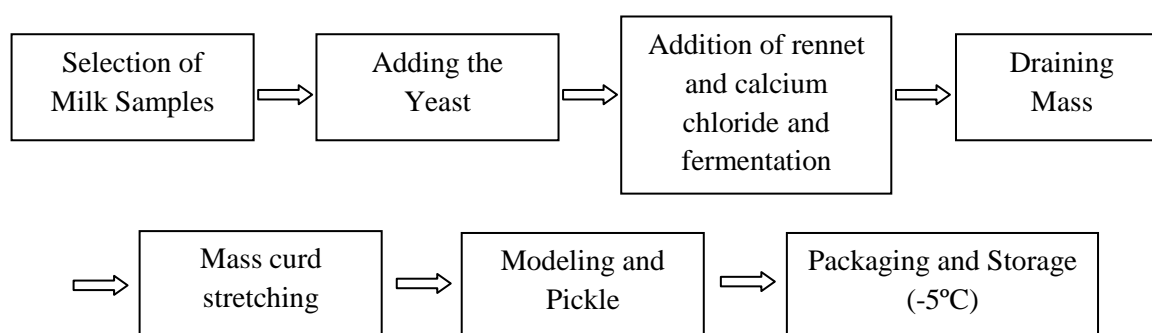 Selection of
Milk Samples
Adding the
Yeast
Addition of rennet
and calcium
chloride and
fermentation
Draining
Mass
Mass curd
stretching
Modeling and
Pickle
Packaging and Storage
(-5ºC)